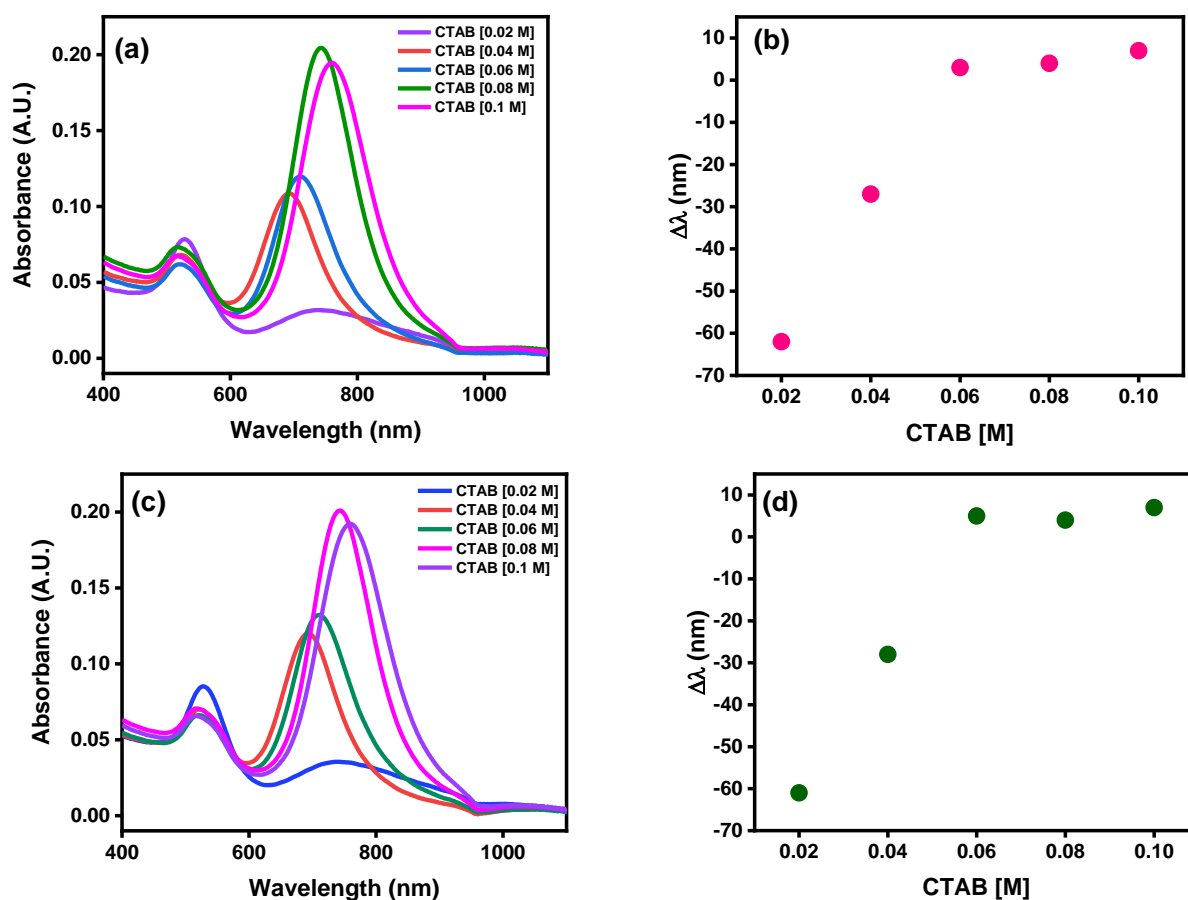 (a)
CTAB [0.02 M]
CTAB [0.04 M]
CTAB [0.06 M]
CTAB [0.08 M]
CTAB [0.1 M]
0.20
0.15
0.10
0.05
0.00
Absorbance (A.U.)
400 600 800 1000
Wavelength (nm)
(b)
10
0
-10
-20
-30
-40
-50
-60
-70
Δλ (nm)
0.02 0.04 0.06 0.08 0.10
CTAB [M]
(c)
CTAB [0.02 M]
CTAB [0.04 M]
CTAB [0.06 M]
CTAB [0.08 M]
CTAB [0.1 M]
0.20
0.15
0.10
0.05
0.00
Absorbance (A.U.)
400 600 800 1000
Wavelength (nm)
(d)
10
0
-10
-20
-30
-40
-50
-60
-70
Δλ (nm)
0.02 0.04 0.06 0.08 0.10
CTAB [M]